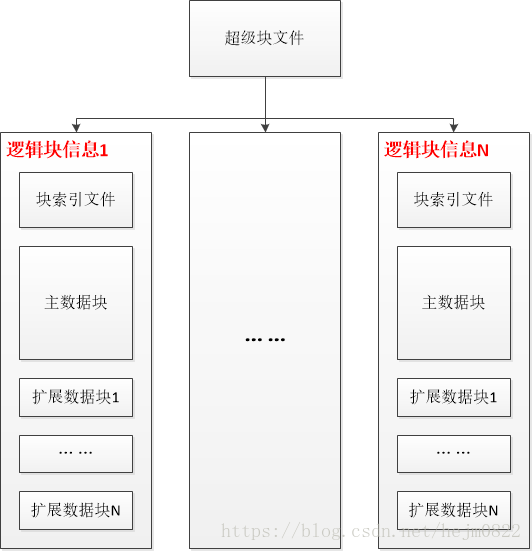 超级块文件
逻辑块信息1
块索引文件
主数据块
扩展数据块1
… …
扩展数据块N
… …
逻辑块信息N
块索引文件
主数据块
扩展数据块1
… …
扩展数据块N
https://blog.csdn.net/hejm0822